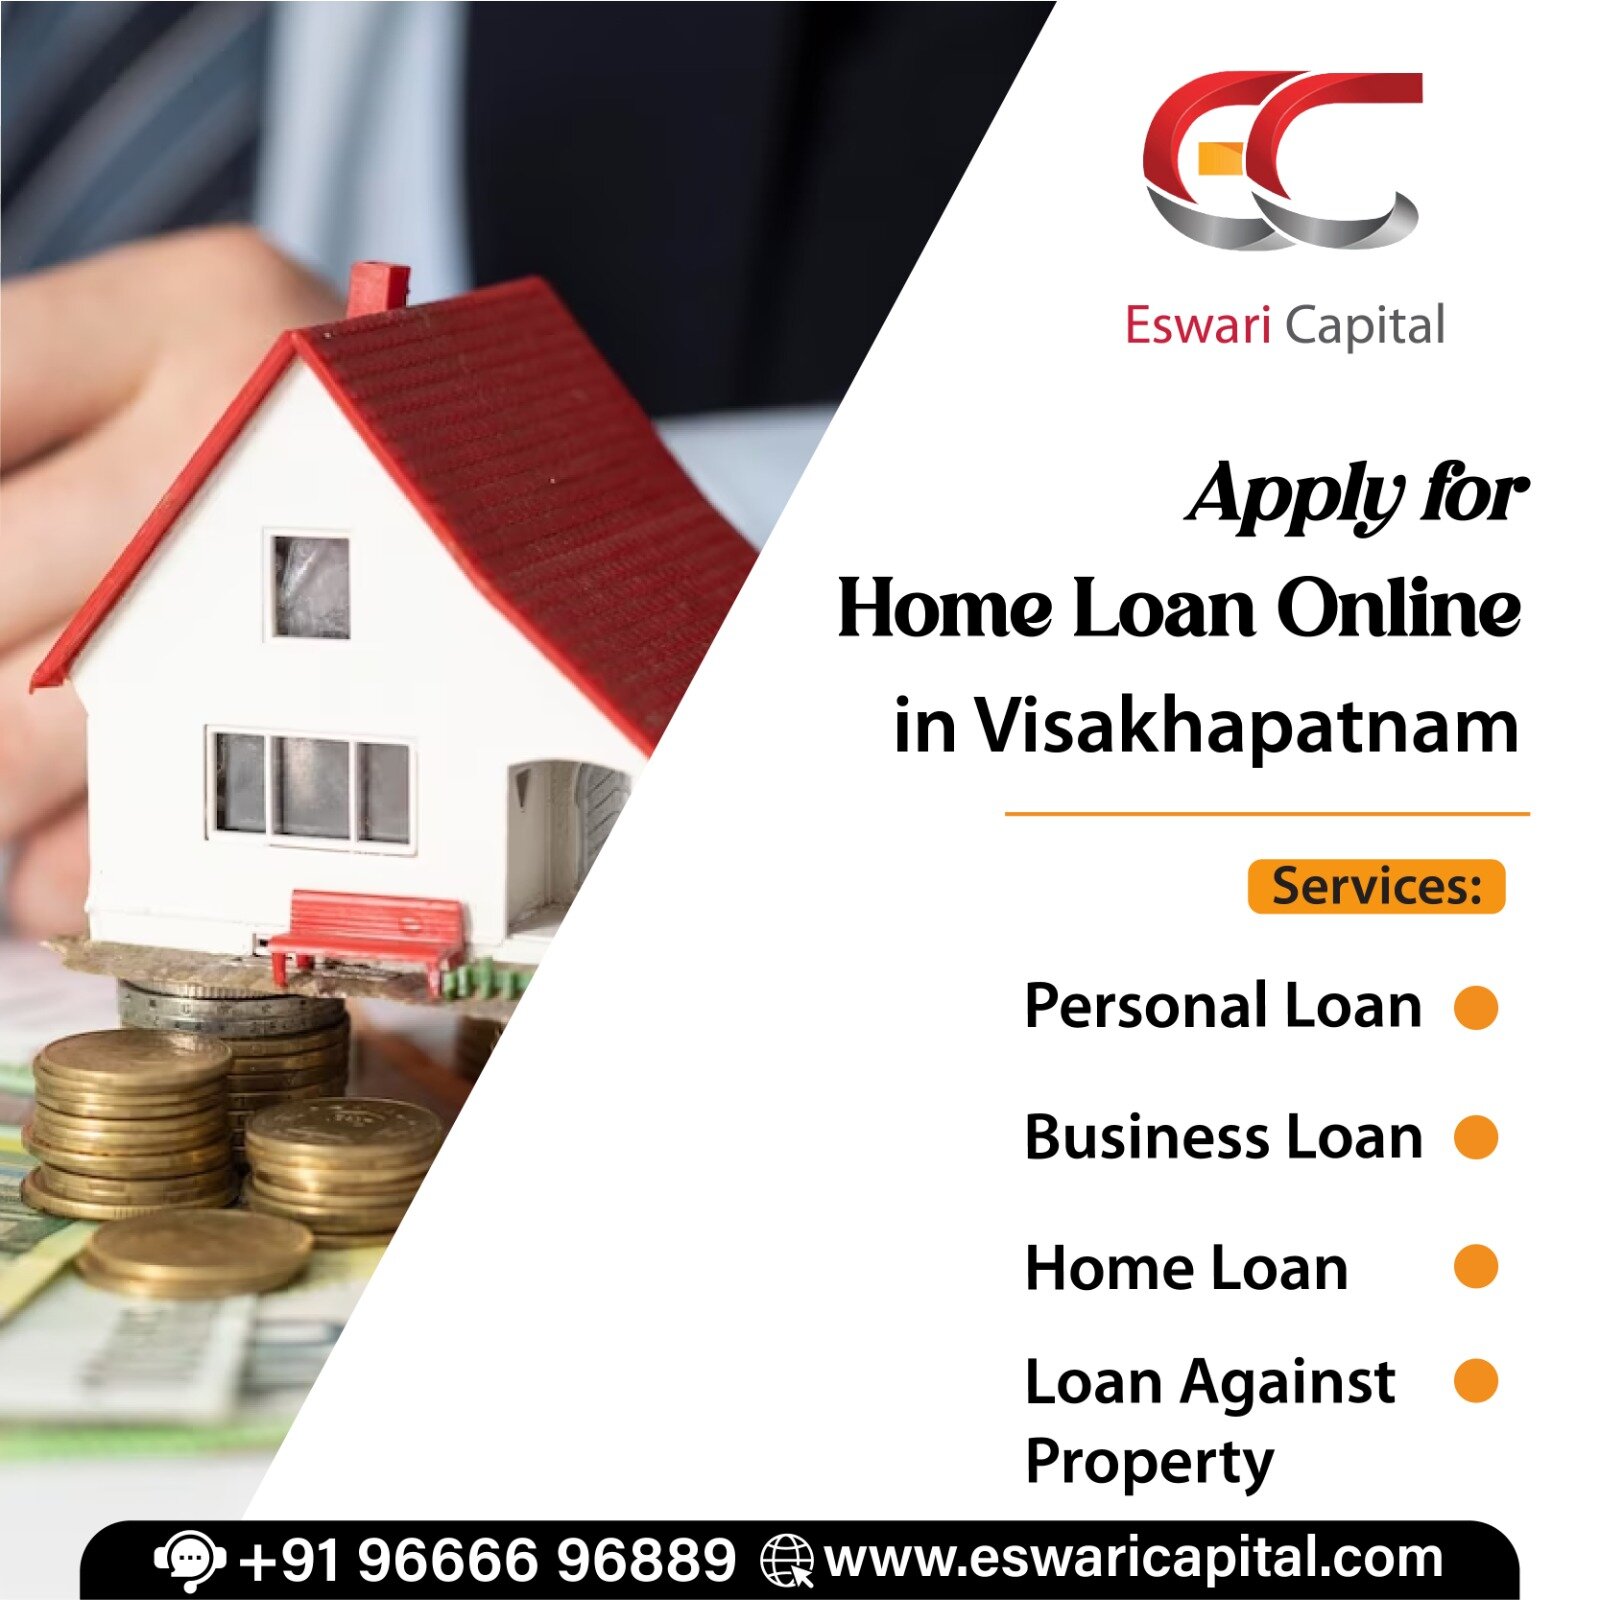 Eswari Capital
Apply for
Home Loan Online
in Visakhapatnam
Services:
Personal Loan
Business Loan
Home Loan
Loan Against
Property
+91 96666 96889 www.eswaricapital.com